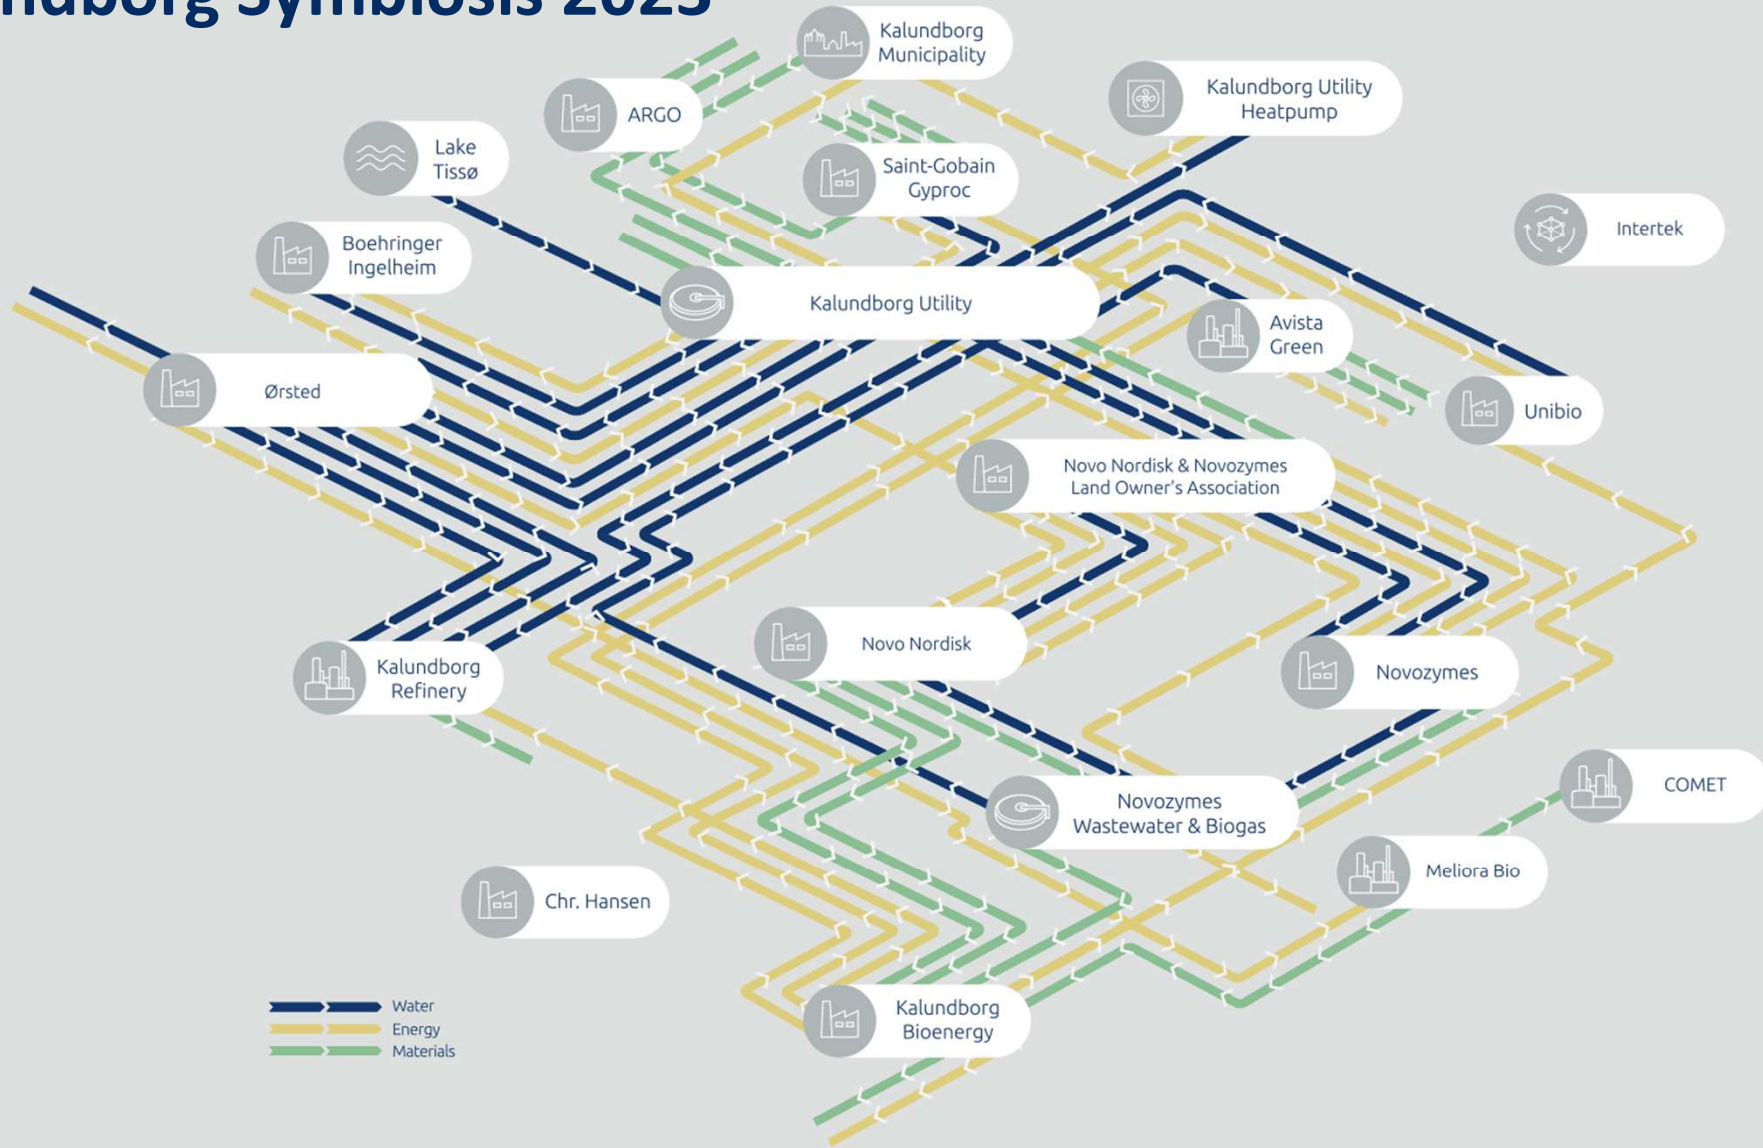 Symbiosis 2023
Kalundborg
Municipality
Kalundborg Utility
Heatpump
ARGO
Lake
Tissø
Saint-Gobain
Gyproc
Intertek
Boehringer
Ingelheim
Kalundborg Utility
Avista
Green
Ørsted
Unibio
Novo Nordisk & Novozymes
Land Owner's Association
Novo Nordisk
Kalundborg
Refinery
Novozymes
COMET
Novozymes
Wastewater & Biogas
Meliora Bio
Chr. Hansen
Kalundborg
Bioenergy
Water
Energy
Materials